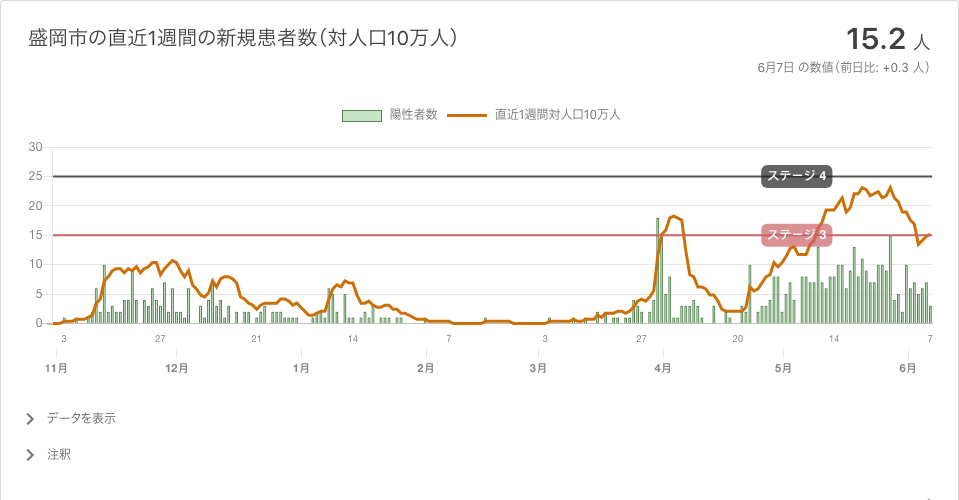 盛岡市の直近1週間の新規患者数(対人口10万人)
15.2 人
6月7日 の数値(前日比: +0.3 人)
陽性者数 直近1週間対人口10万人
30
25
ステージ 4
20
15
ステージ 3
10
5
0
3 27 21 14 7 3 27 20 14 7
11月 12月 1月 2月 3月 4月 5月 6月
データを表示
注釈